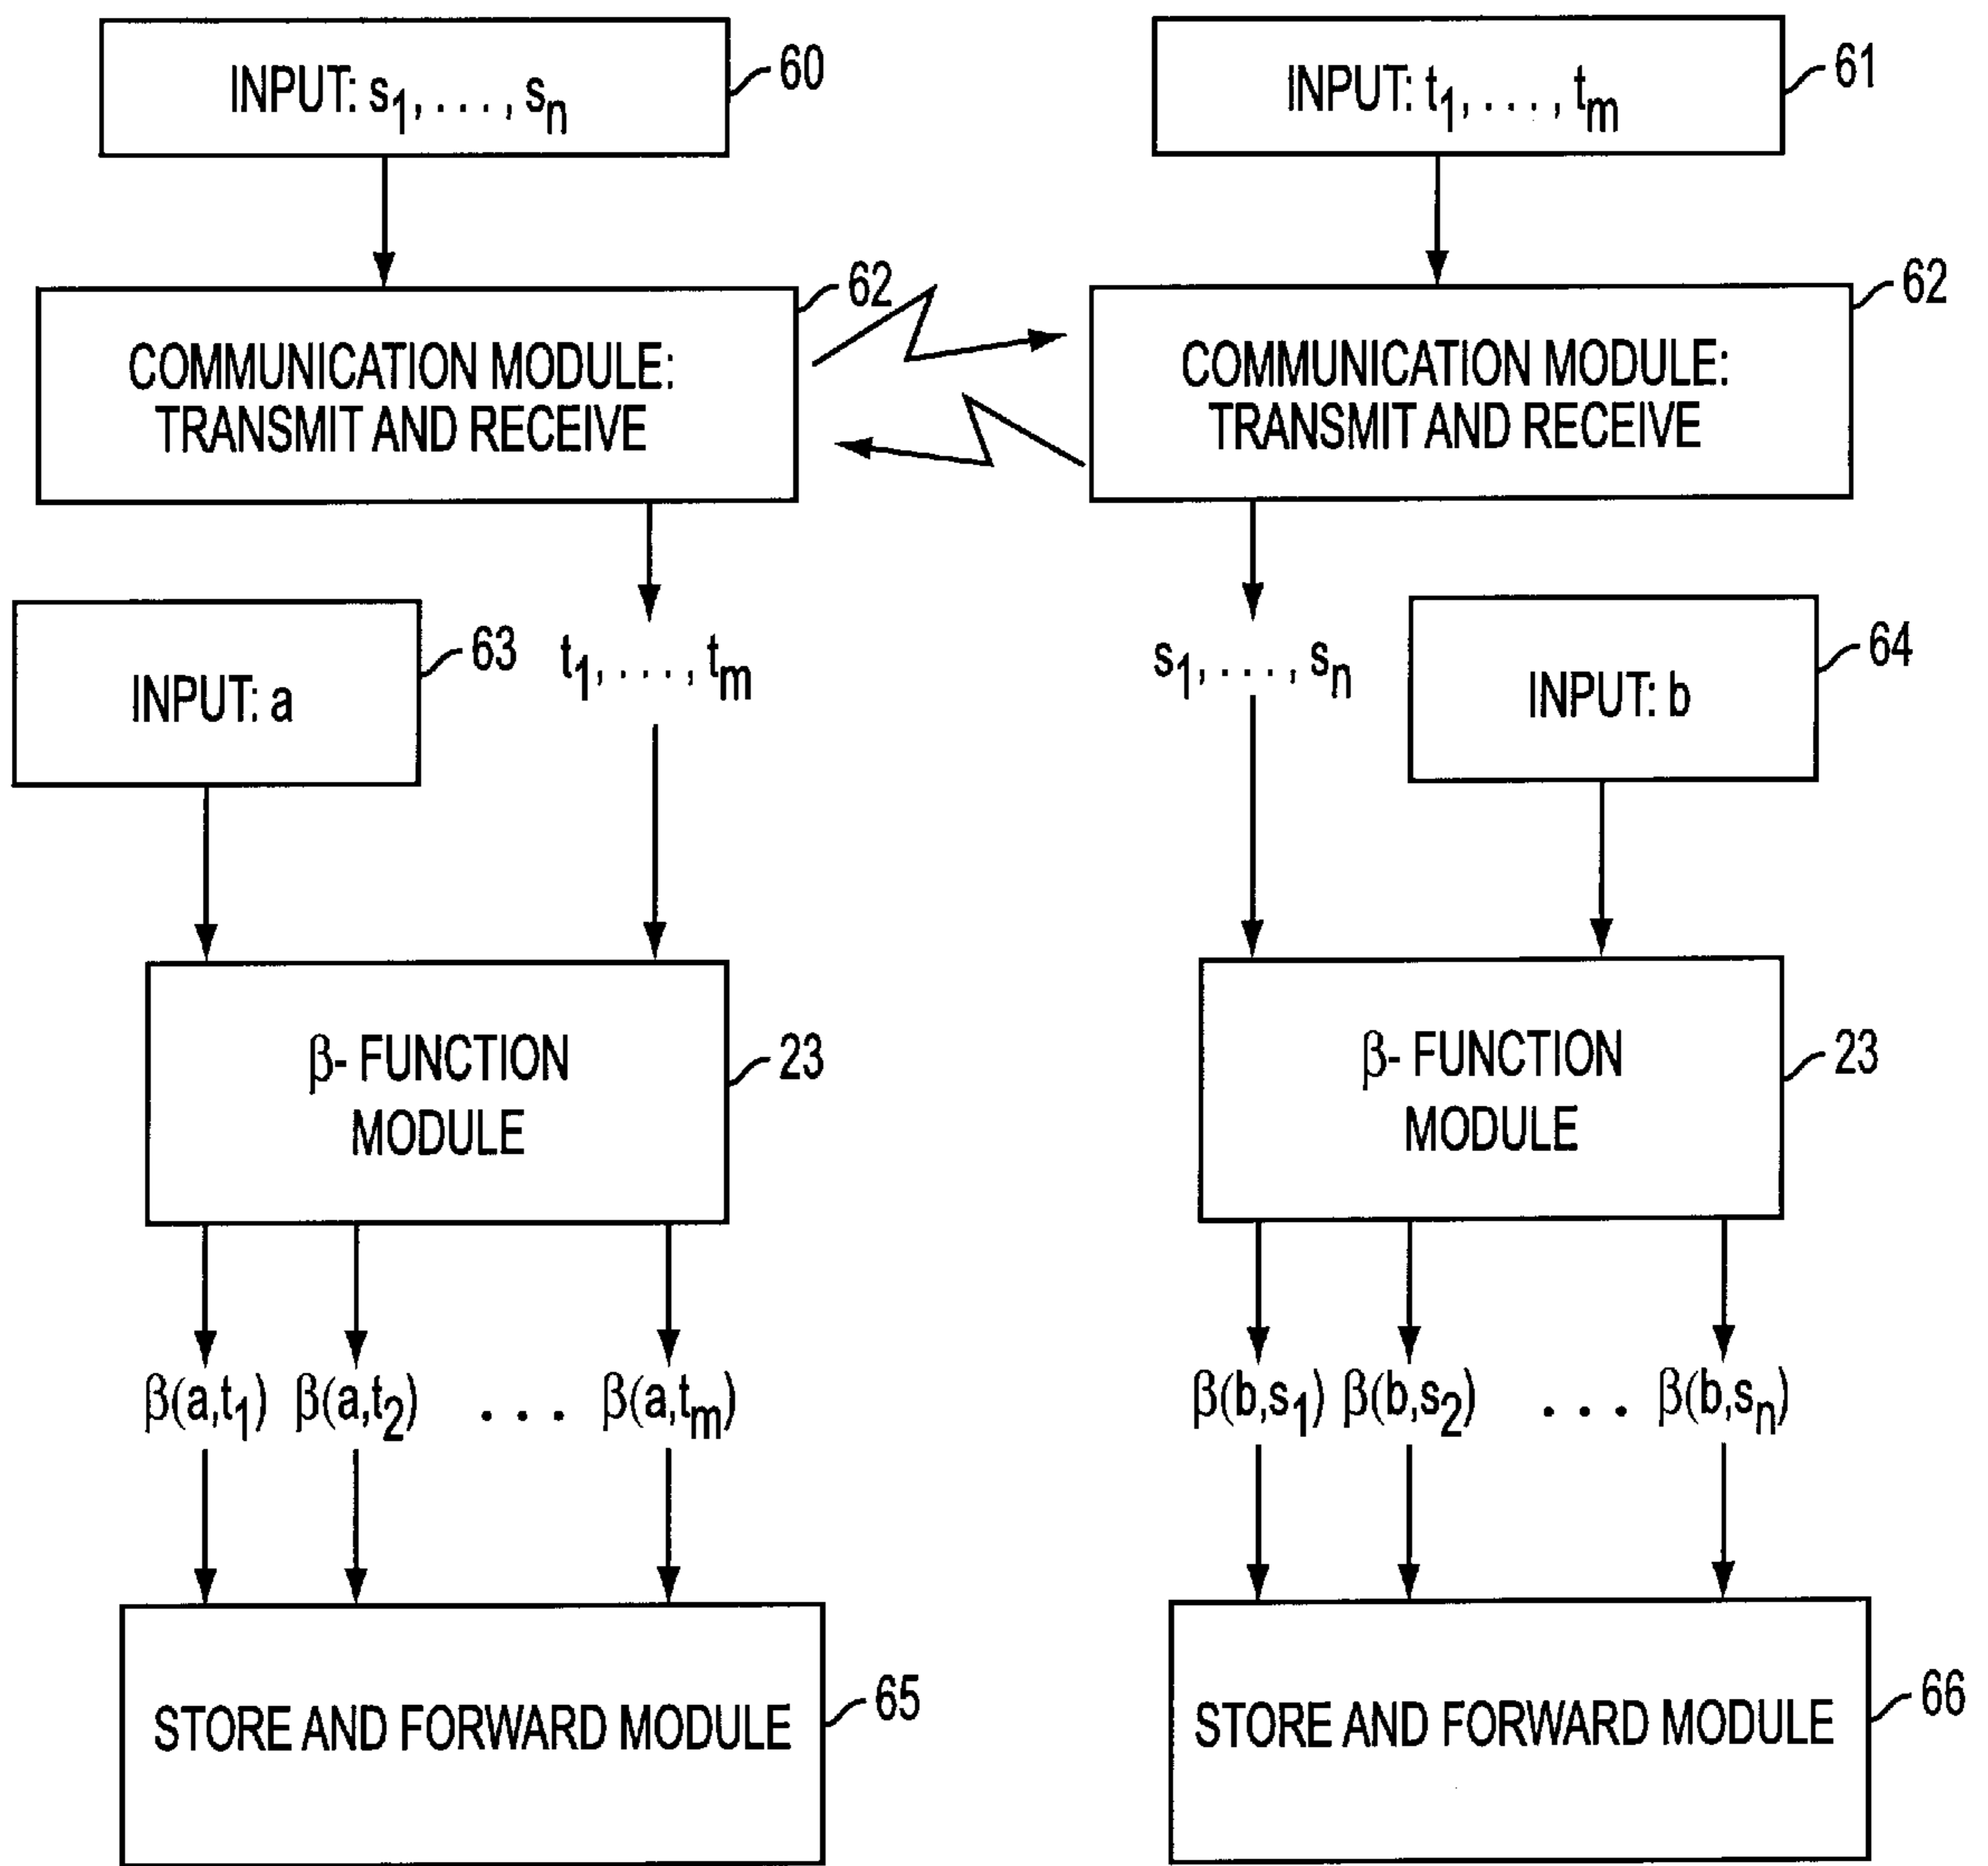 INPUT: s1, . . . , sn
60
INPUT: t1, . . . , tm
61
COMMUNICATION MODULE:
TRANSMIT AND RECEIVE
62
COMMUNICATION MODULE:
TRANSMIT AND RECEIVE
62
INPUT: a
63
t1, . . . , tm
s1, . . . , sn
INPUT: b
64
β- FUNCTION
MODULE
23
β- FUNCTION
MODULE
23
β(a,t1) β(a,t2) . . . β(a,tm)
β(b,s1) β(b,s2) . . . β(b,sn)
STORE AND FORWARD MODULE
65
STORE AND FORWARD MODULE
66